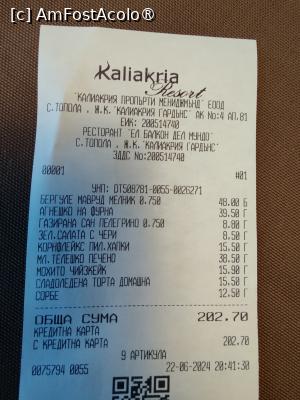 [c] AmFostAcolo®
Kaliakria
Resort
"КАЛИАКРИЯ ПРОПЪРТИ МЕНИДЖМЪНД" ЕООД
С.ТОПОЛА , Ж.К."КАЛИАКРИЯ ГАРДЪНС" АК No:4 АП.81
ЕИК: 200514740
РЕСТОРАНТ "ЕЛ БАЛКОН ДЕЛ МУНДО"
С.ТОПОЛА , Ж.К. "КАЛИАКРИЯ ГАРДЪНС"
ЗДДС No:200514740
00001 #01
УНП: DT508781-0055-0026271
БЕРГУЛЕ МАВРУД МЕЛНИК 0.750 48.00 Б
АГНЕШКО НА ФУРНА 39.50 Г
ГАЗИРАНА САН ПЕЛЕГРИНО 0.750 8.80 Г
ЗЕЛ.САЛАТА С ЧЕРИ 8.50 Г
КОРНФЛЕЙКС ПИЛ.ХАПКИ 15.50 Г
МЛ.ТЕЛЕШКО ПЕЧЕНО 38.50 Г
МОХИТО ЧИЙЗКЕЙК 15.90 Г
СЛАДОЛЕДЕНА ТОРТА ДОМАШНА 15.50 Г
СОРБЕ 12.50 Г
ОБЩА СУМА 202.70
КРЕДИТНА КАРТА
С КРЕДИТНА КАРТА 202.70
9 АРТИКУЛА
0075794 0055 22-06-2024 20:41:30